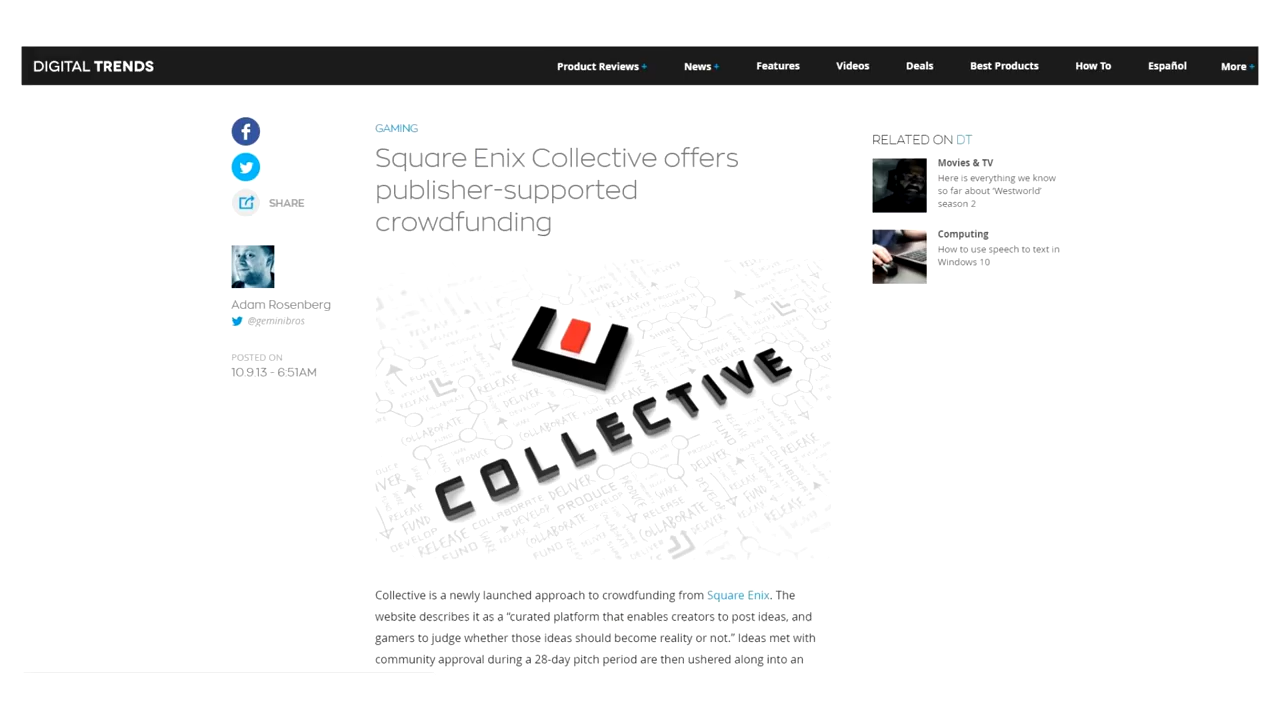 DIGITAL TRENDS
Product Reviews +
News +
Features
Videos
Deals
Best Products
How To
Español
More +
SHARE
Adam Rosenberg
@geminibros
POSTED ON
10.9.13 - 6:51AM
GAMING
Square Enix Collective offers
publisher-supported
crowdfunding
COLLECTIVE
Collective is a newly launched approach to crowdfunding from Square Enix. The
website describes it as a “curated platform that enables creators to post ideas, and
gamers to judge whether those ideas should become reality or not.” Ideas met with
community approval during a 28-day pitch period are then ushered along into an
RELATED ON DT
Movies & TV
Here is everything we know
so far about 'Westworld'
season 2
Computing
How to use speech to text in
Windows 10